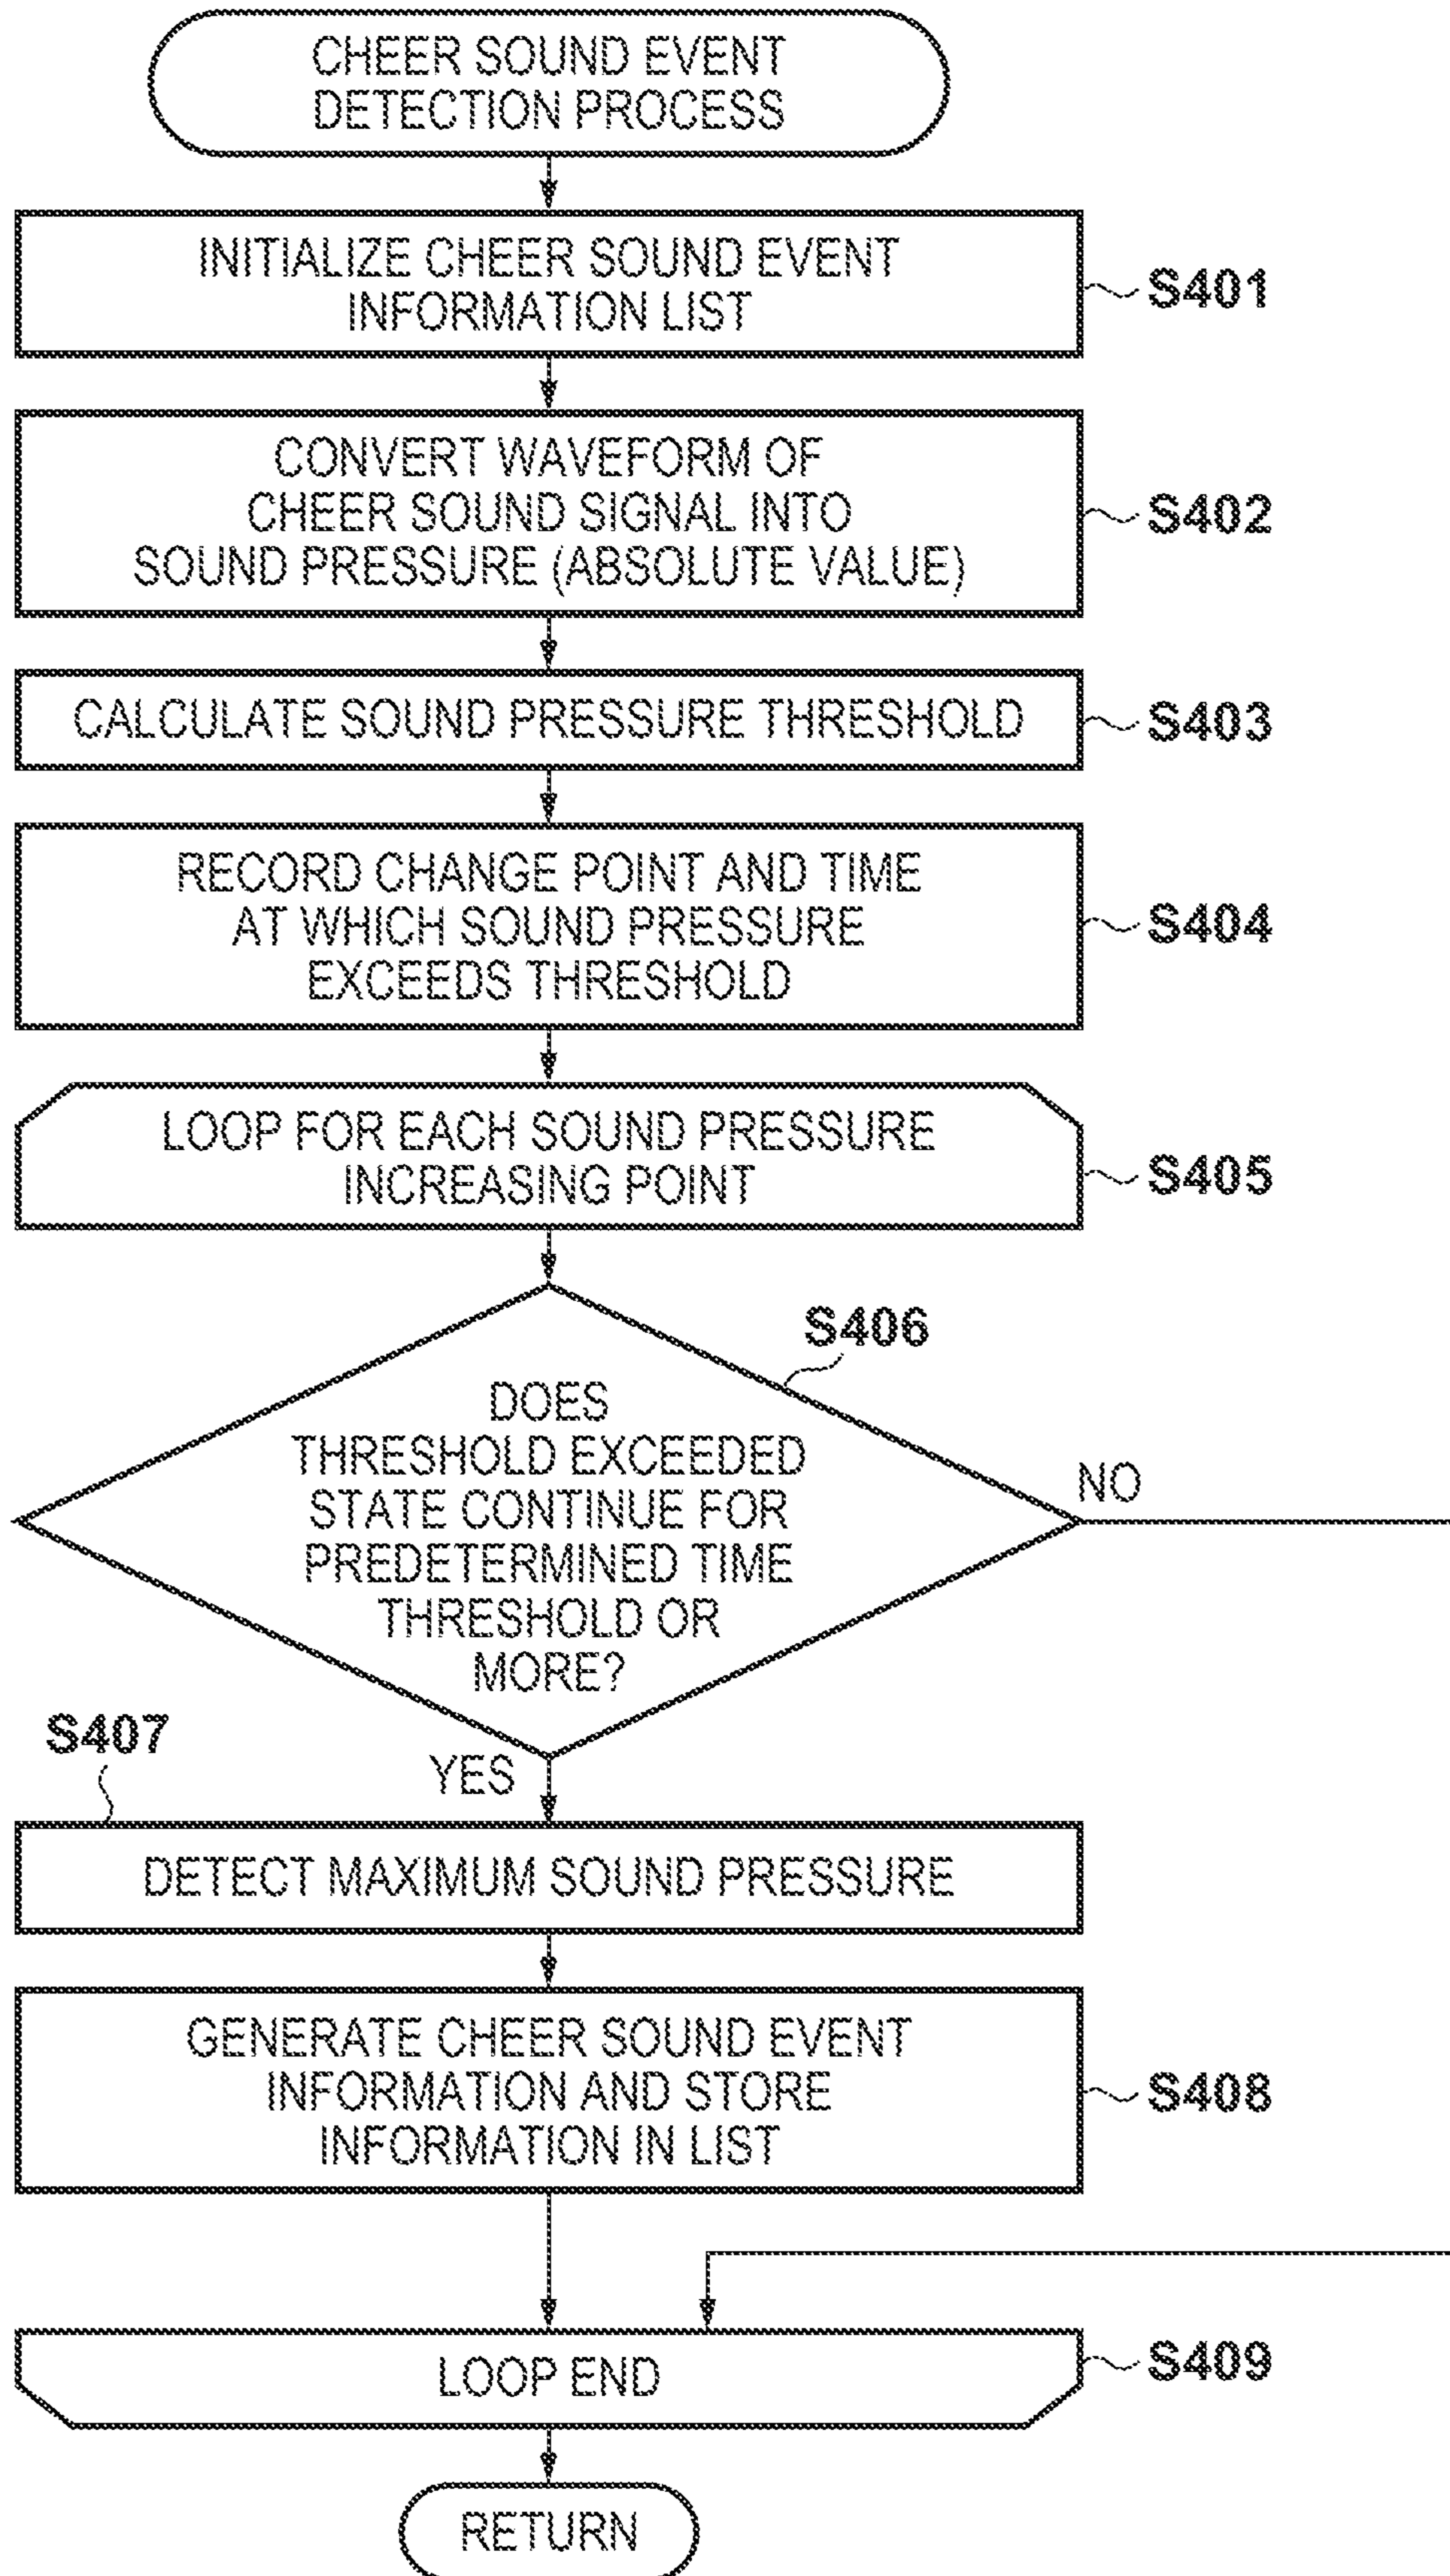 CHEER SOUND EVENT
DETECTION PROCESS
INITIALIZE CHEER SOUND EVENT
INFORMATION LIST
S401
CONVERT WAVEFORM OF
CHEER SOUND SIGNAL INTO
SOUND PRESSURE (ABSOLUTE VALUE)
S402
CALCULATE SOUND PRESSURE THRESHOLD
S403
RECORD CHANGE POINT AND TIME
AT WHICH SOUND PRESSURE
EXCEEDS THRESHOLD
S404
LOOP FOR EACH SOUND PRESSURE
INCREASING POINT
S405
S406
DOES
THRESHOLD EXCEEDED
STATE CONTINUE FOR
PREDETERMINED TIME
THRESHOLD OR
MORE?
NO
YES
S407
DETECT MAXIMUM SOUND PRESSURE
GENERATE CHEER SOUND EVENT
INFORMATION AND STORE
INFORMATION IN LIST
S408
LOOP END
S409
RETURN